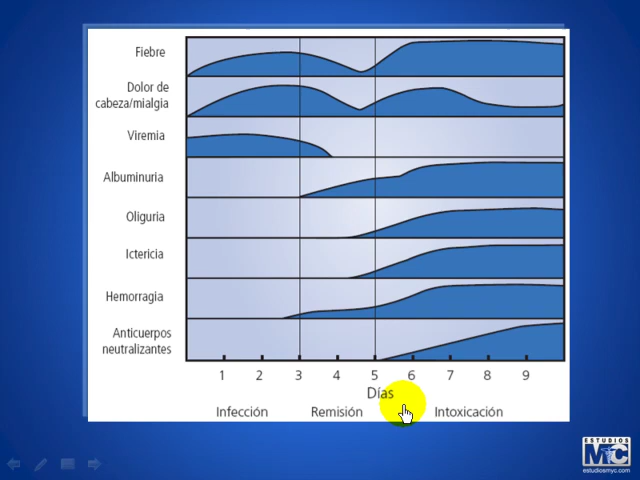 Fiebre
Dolor de
cabeza/mialgia
Viremia
Albuminuria
Oliguria
Ictericia
Hemorragia
Anticuerpos
neutralizantes
1 2 3 4 5 6 7 8 9
Días
Infección Remisión Intoxicación
ESTUDIOS
MyC
estudiosmyc.com